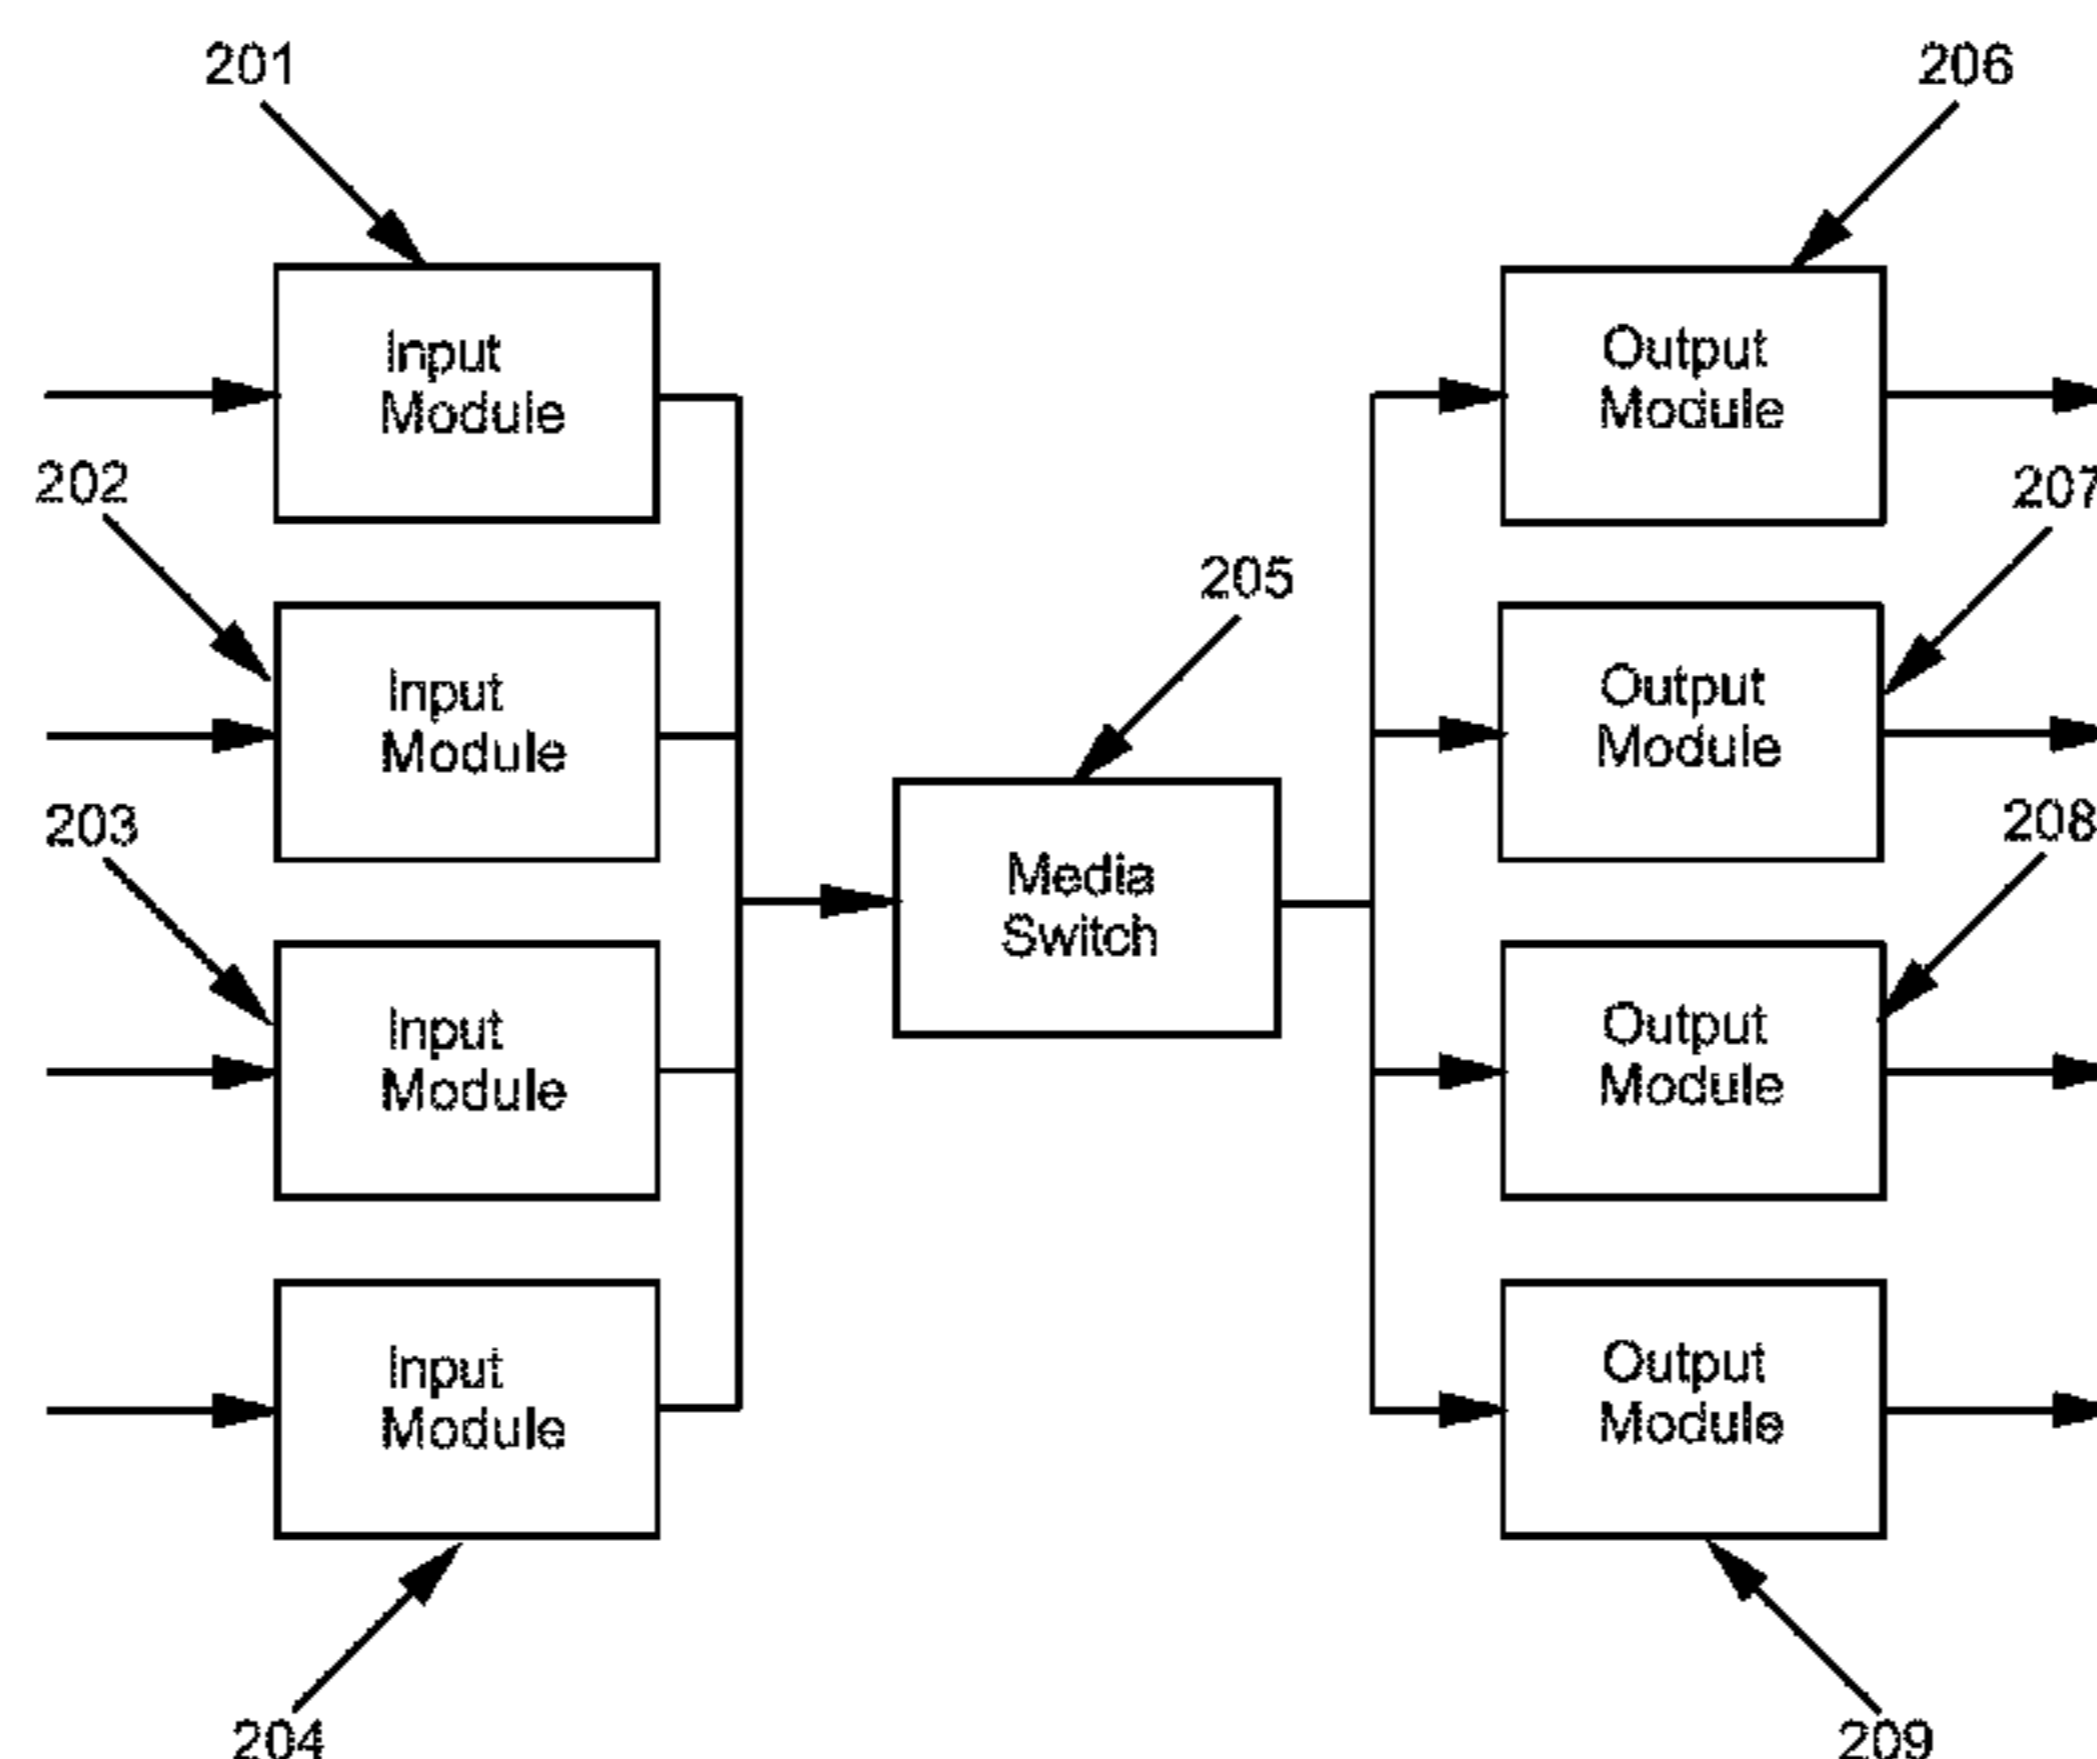 201
206
Input
Module
Output
Module
202
207
205
Input
Module
Output
Module
203
208
Media
Switch
Input
Module
Output
Module
Input
Module
Output
Module
204
209